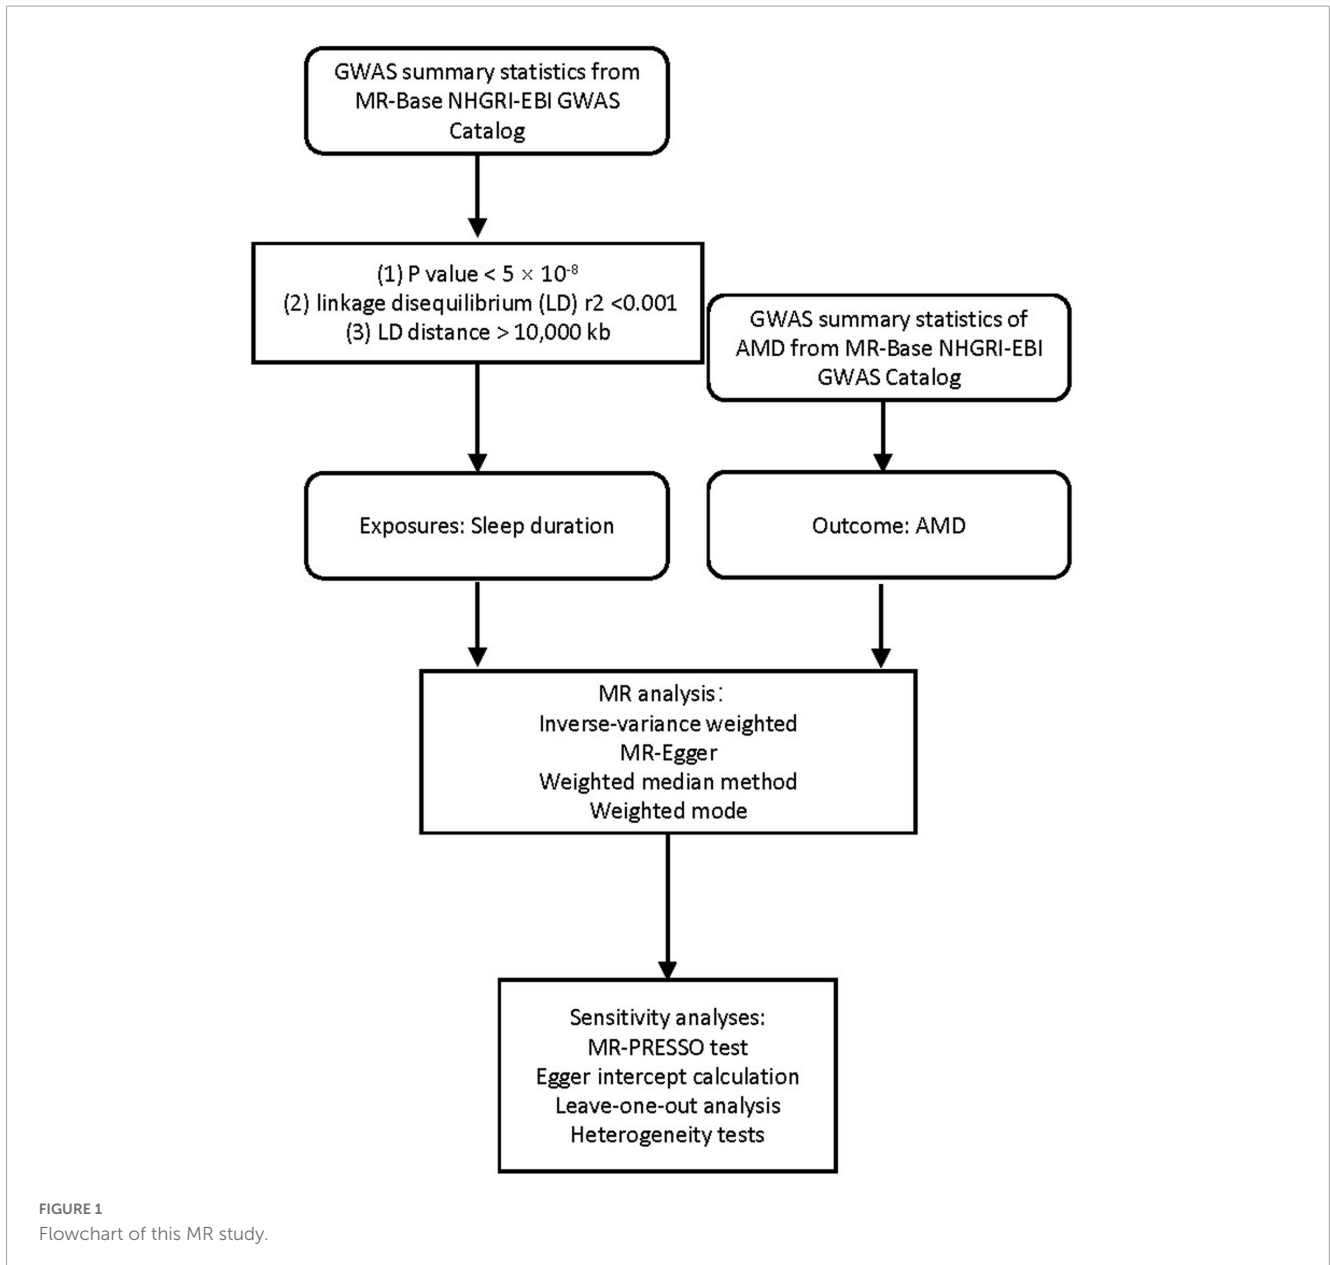 GWAS summary statistics from
MR-Base NHGRI-EBI GWAS
Catalog
(1) P value < 5 × 10⁻⁸
(2) linkage disequilibrium (LD) r2 <0.001
(3) LD distance > 10,000 kb
GWAS summary statistics of
AMD from MR-Base NHGRI-EBI
GWAS Catalog
Exposures: Sleep duration
Outcome: AMD
MR analysis:
Inverse-variance weighted
MR-Egger
Weighted median method
Weighted mode
Sensitivity analyses:
MR-PRESSO test
Egger intercept calculation
Leave-one-out analysis
Heterogeneity tests
FIGURE 1
Flowchart of this MR study.